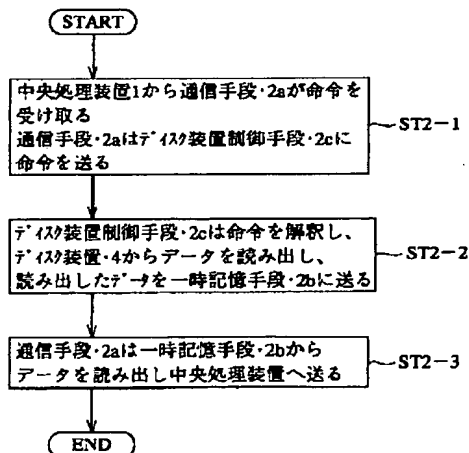 START
中央処理装置1から通信手段・2aが命令を
受け取る
通信手段・2aはディスク装置制御手段・2cに
命令を送る
ST2-1
ディスク装置制御手段・2cは命令を解釈し、
ディスク装置・4からデータを読み出し、
読み出したデータを一時記憶手段・2bに送る
ST2-2
通信手段・2aは一時記憶手段・2bから
データを読み出し中央処理装置へ送る
ST2-3
END